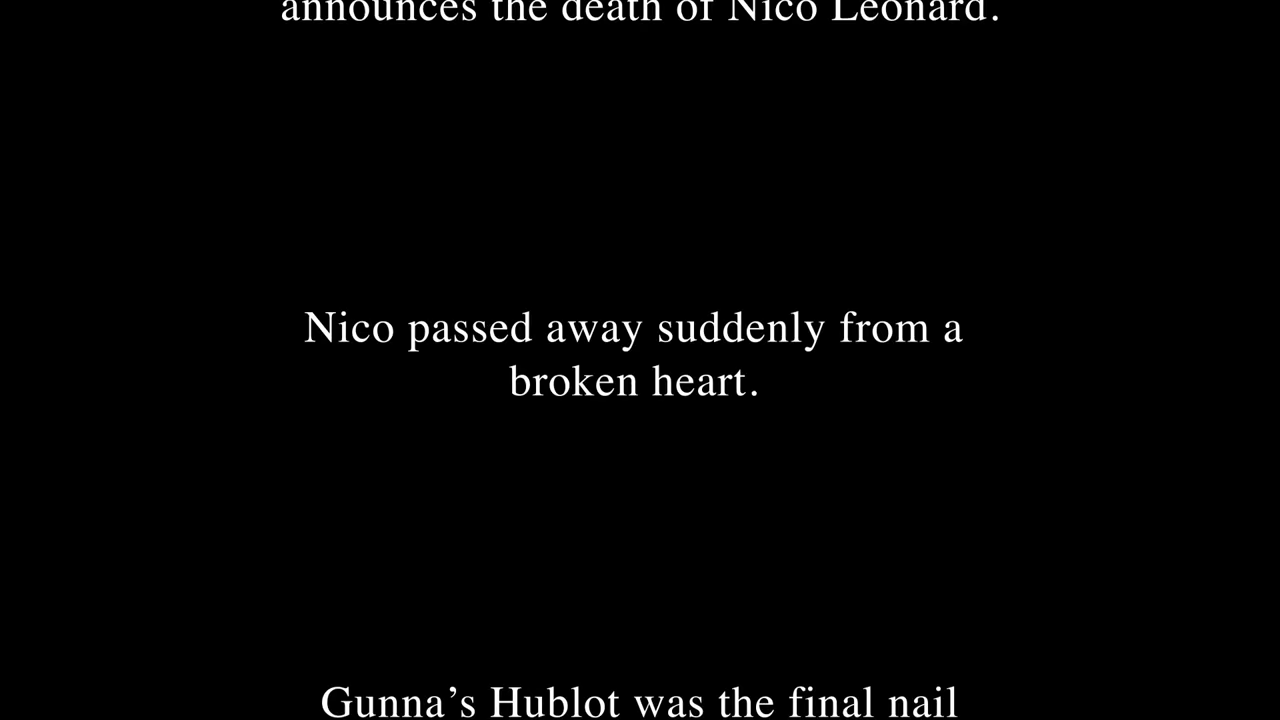 announces the death of Nico Leonard.
Nico passed away suddenly from a
broken heart.
Gunna’s Hublot was the final nail